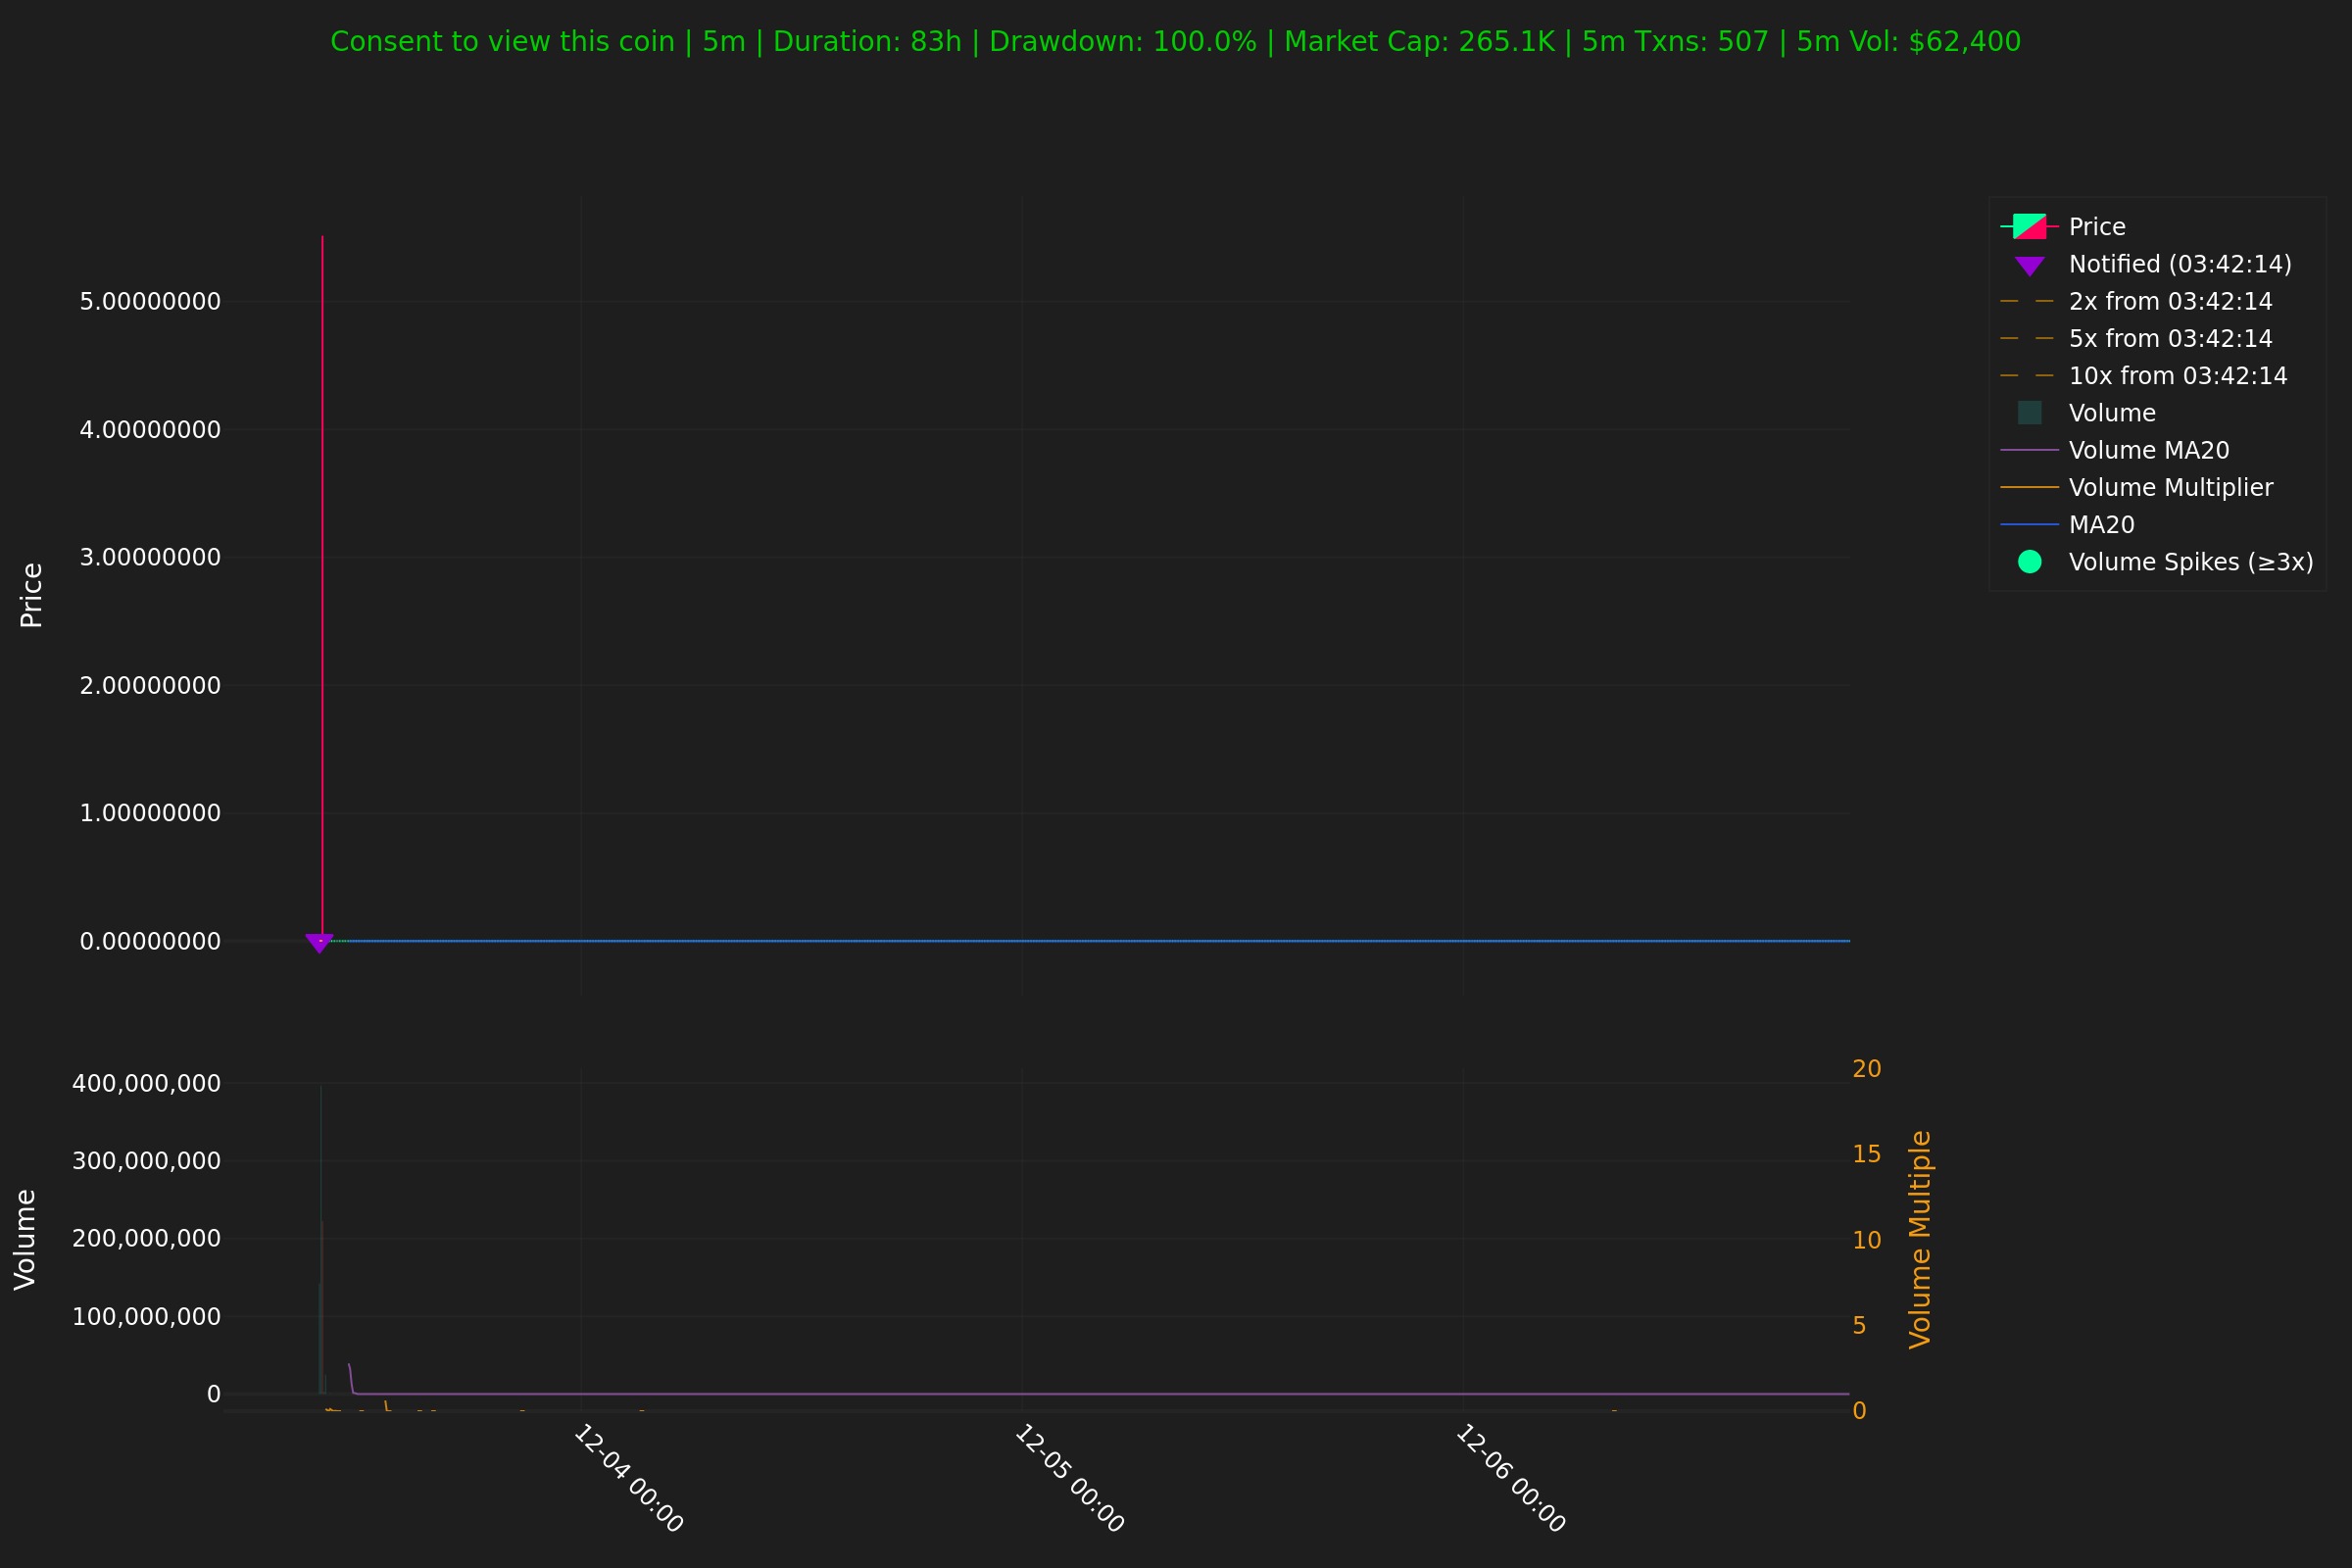 Consent to view this coin | 5m | Duration: 83h | Drawdown: 100.0% | Market Cap: 265.1K | 5m Txns: 507 | 5m Vol: $62,400
Price
5.00000000
4.00000000
3.00000000
2.00000000
1.00000000
0.00000000
Price
Notified (03:42:14)
2x from 03:42:14
5x from 03:42:14
10x from 03:42:14
Volume
Volume MA20
Volume Multiplier
MA20
Volume Spikes (≥3x)
Volume
400,000,000
300,000,000
200,000,000
100,000,000
0
20
15
10
5
0
Volume Multiple
12-04 00:00
12-05 00:00
12-06 00:00